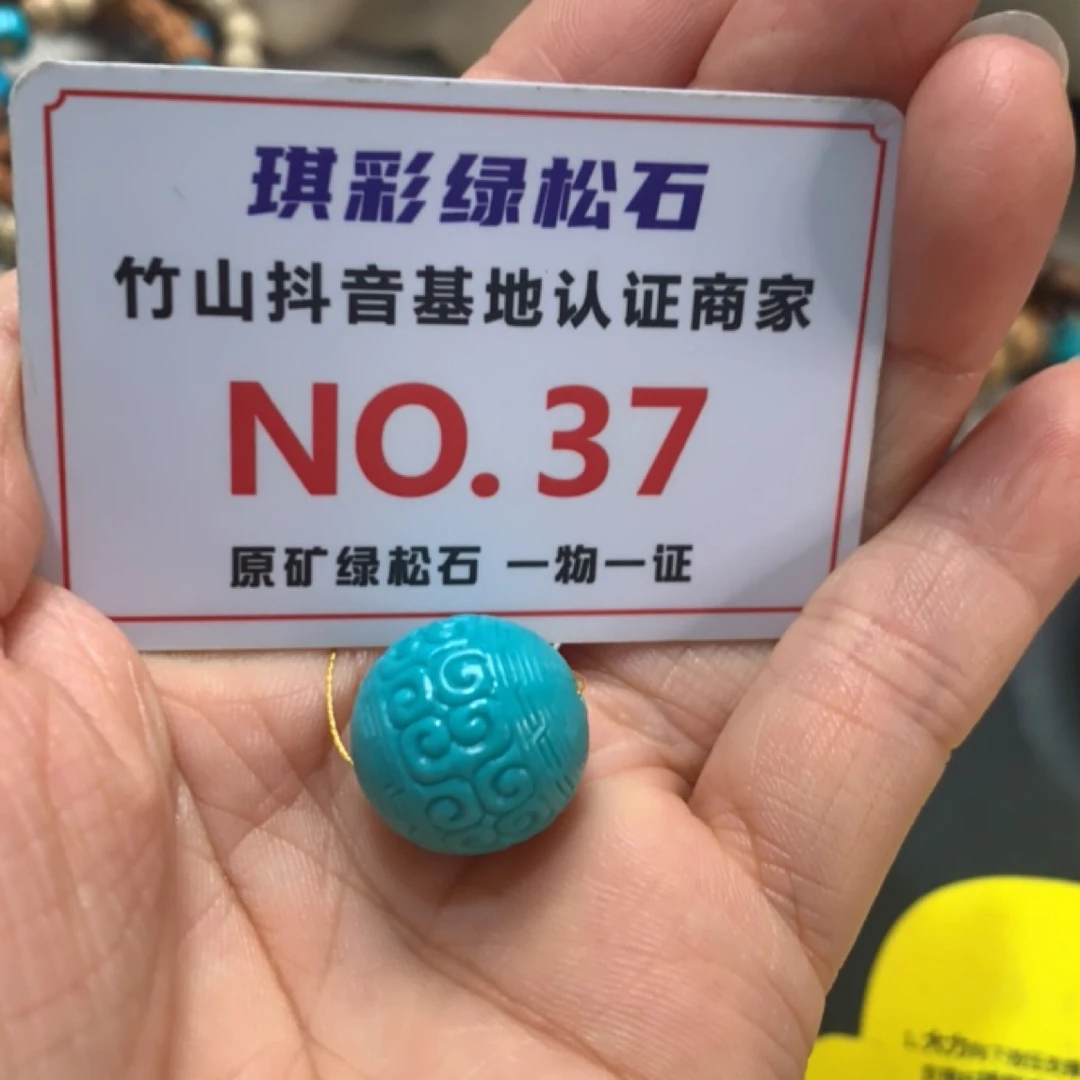 琪彩绿松石
竹山抖音基地认证商家
NO. 37
原矿绿松石 一物一证